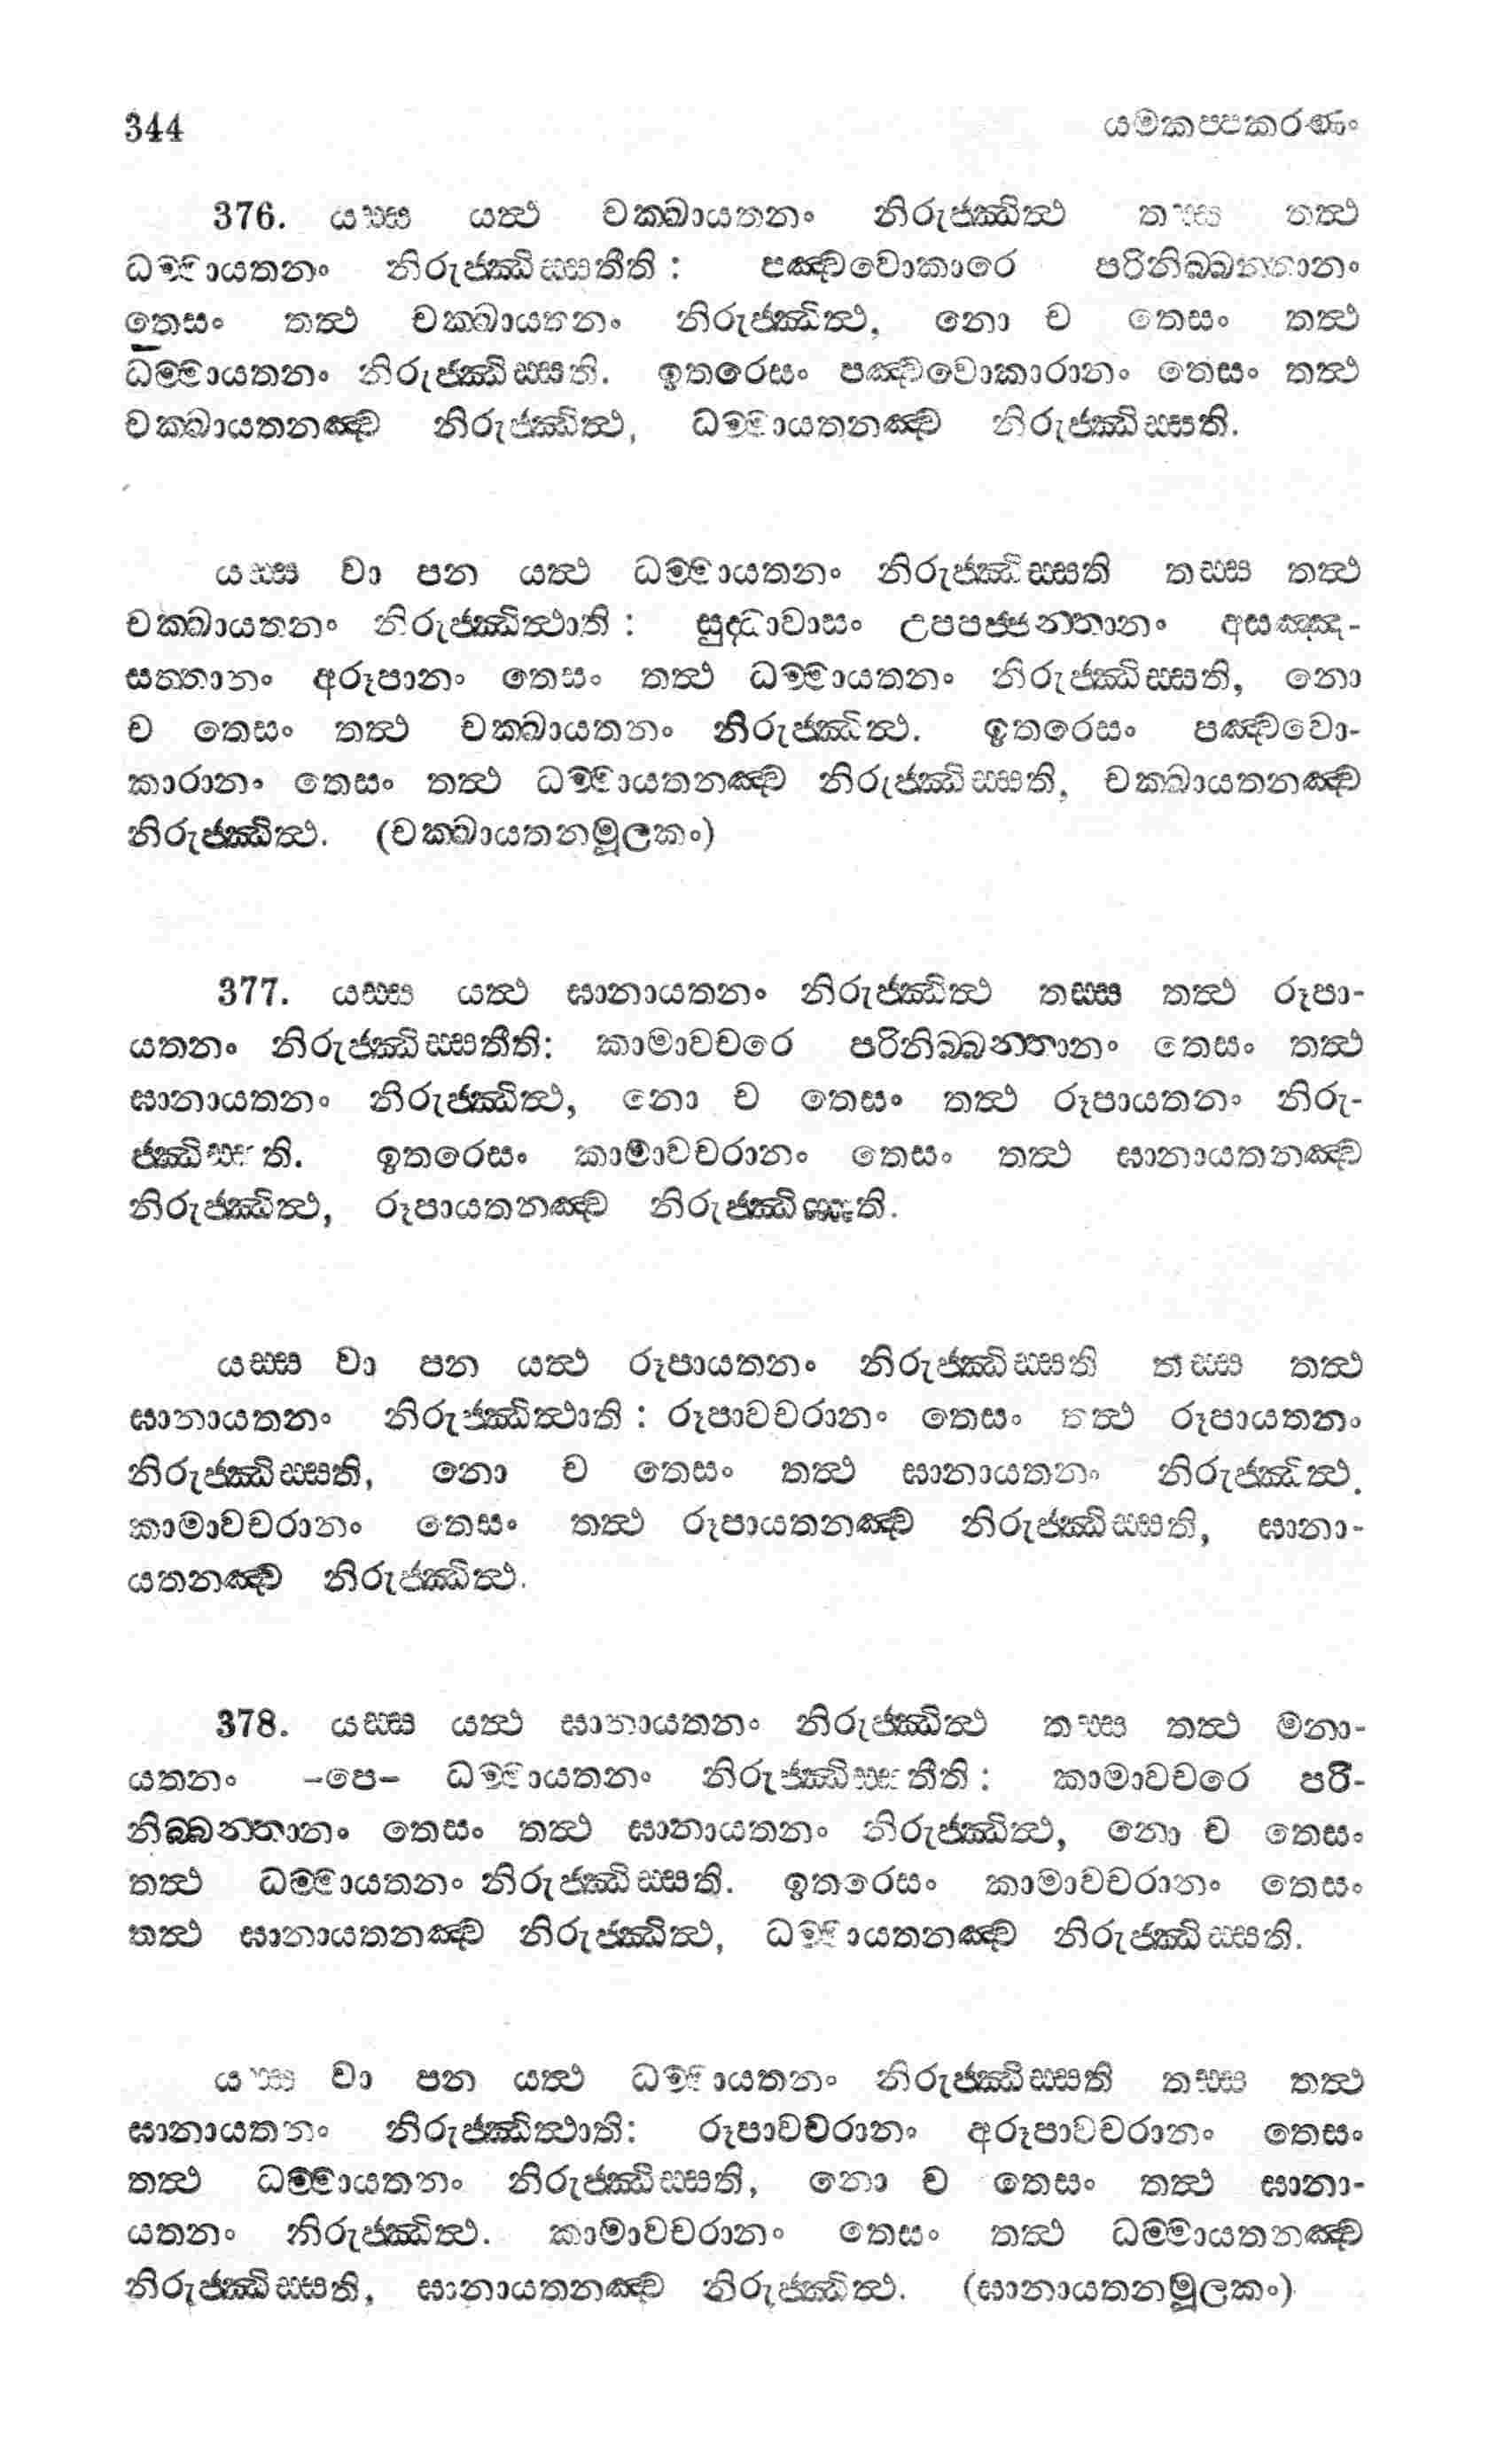 344 යමකප්පකරණං
376. යස්ස යත්ථ චක්ඛායතනං නිරුජ්ඣිත්ථ තස්ස තත්ථ
ධම්මායතනං නිරුජ්ඣිස්සතීති : පඤ්චවොකාරෙ පරිනිබ්බන්තානං
තෙසං තත්ථ චක්ඛායතනං නිරුජ්ඣිත්ථ, නො ච තෙසං තත්ථ
ධම්මායතනං නිරුජ්ඣිස්සති. ඉතරෙසං පඤ්චවොකාරානං තෙසං තත්ථ
චක්ඛායතනඤ්ච නිරුජ්ඣිත්ථ, ධම්මායතනඤ්ච නිරුජ්ඣිස්සති.
යස්ස වා පන යත්ථ ධම්මායතනං නිරුජ්ඣිස්සති තස්ස තත්ථ
චක්ඛායතනං නිරුජ්ඣිත්ථාති : සුද්ධාවාසං උපපජ්ජන්තානං අසඤ්ඤ-
සත්තානං අරූපානං තෙසං තත්ථ ධම්මායතනං නිරුජ්ඣිස්සති, නො
ච තෙසං තත්ථ චක්ඛායතනං නිරුජ්ඣිත්ථ. ඉතරෙසං පඤ්චවො-
කාරානං තෙසං තත්ථ ධම්මායතනඤ්ච නිරුජ්ඣිස්සති, චක්ඛායතනඤ්ච
නිරුජ්ඣිත්ථ. (චක්ඛායතනමූලකං)
377. යස්ස යත්ථ ඝානායතනං නිරුජ්ඣිත්ථ තස්ස තත්ථ රූපා-
යතනං නිරුජ්ඣිස්සතීති: කාමාවචරෙ පරිනිබ්බන්තානං තෙසං තත්ථ
ඝානායතනං නිරුජ්ඣිත්ථ, නො ච තෙසං තත්ථ රූපායතනං නිරු-
ජ්ඣිස්සති. ඉතරෙසං කාමාවචරානං තෙසං තත්ථ ඝානායතනඤ්ච
නිරුජ්ඣිත්ථ, රූපායතනඤ්ච නිරුජ්ඣිස්සති.
යස්ස වා පන යත්ථ රූපායතනං නිරුජ්ඣිස්සති තස්ස තත්ථ
ඝානායතනං නිරුජ්ඣිත්ථාති : රූපාවචරානං තෙසං තත්ථ රූපායතනං
නිරුජ්ඣිස්සති, නො ච තෙසං තත්ථ ඝානායතනං නිරුජ්ඣිත්ථ.
කාමාවචරානං තෙසං තත්ථ රූපායතනඤ්ච නිරුජ්ඣිස්සති, ඝානා-
යතනඤ්ච නිරුජ්ඣිත්ථ.
378. යස්ස යත්ථ ඝානායතනං නිරුජ්ඣිත්ථ තස්ස තත්ථ මනා-
යතනං –පෙ– ධම්මායතනං නිරුජ්ඣිස්සතීති : කාමාවචරෙ පරි-
නිබ්බන්තානං තෙසං තත්ථ ඝානායතනං නිරුජ්ඣිත්ථ, නො ච තෙසං
තත්ථ ධම්මායතනං නිරුජ්ඣිස්සති. ඉතරෙසං කාමාවචරානං තෙසං
තත්ථ ඝානායතනඤ්ච නිරුජ්ඣිත්ථ, ධම්මායතනඤ්ච නිරුජ්ඣිස්සති.
යස්ස වා පන යත්ථ ධම්මායතනං නිරුජ්ඣිස්සති තස්ස තත්ථ
ඝානායතනං නිරුජ්ඣිත්ථාති: රූපාවචරානං අරූපාවචරානං තෙසං
තත්ථ ධම්මායතනං නිරුජ්ඣිස්සති, නො ච තෙසං තත්ථ ඝානා-
යතනං නිරුජ්ඣිත්ථ. කාමාවචරානං තෙසං තත්ථ ධම්මායතනඤ්ච
නිරුජ්ඣිස්සති, ඝානායතනඤ්ච නිරුජ්ඣිත්ථ. (ඝානායතනමූලකං)